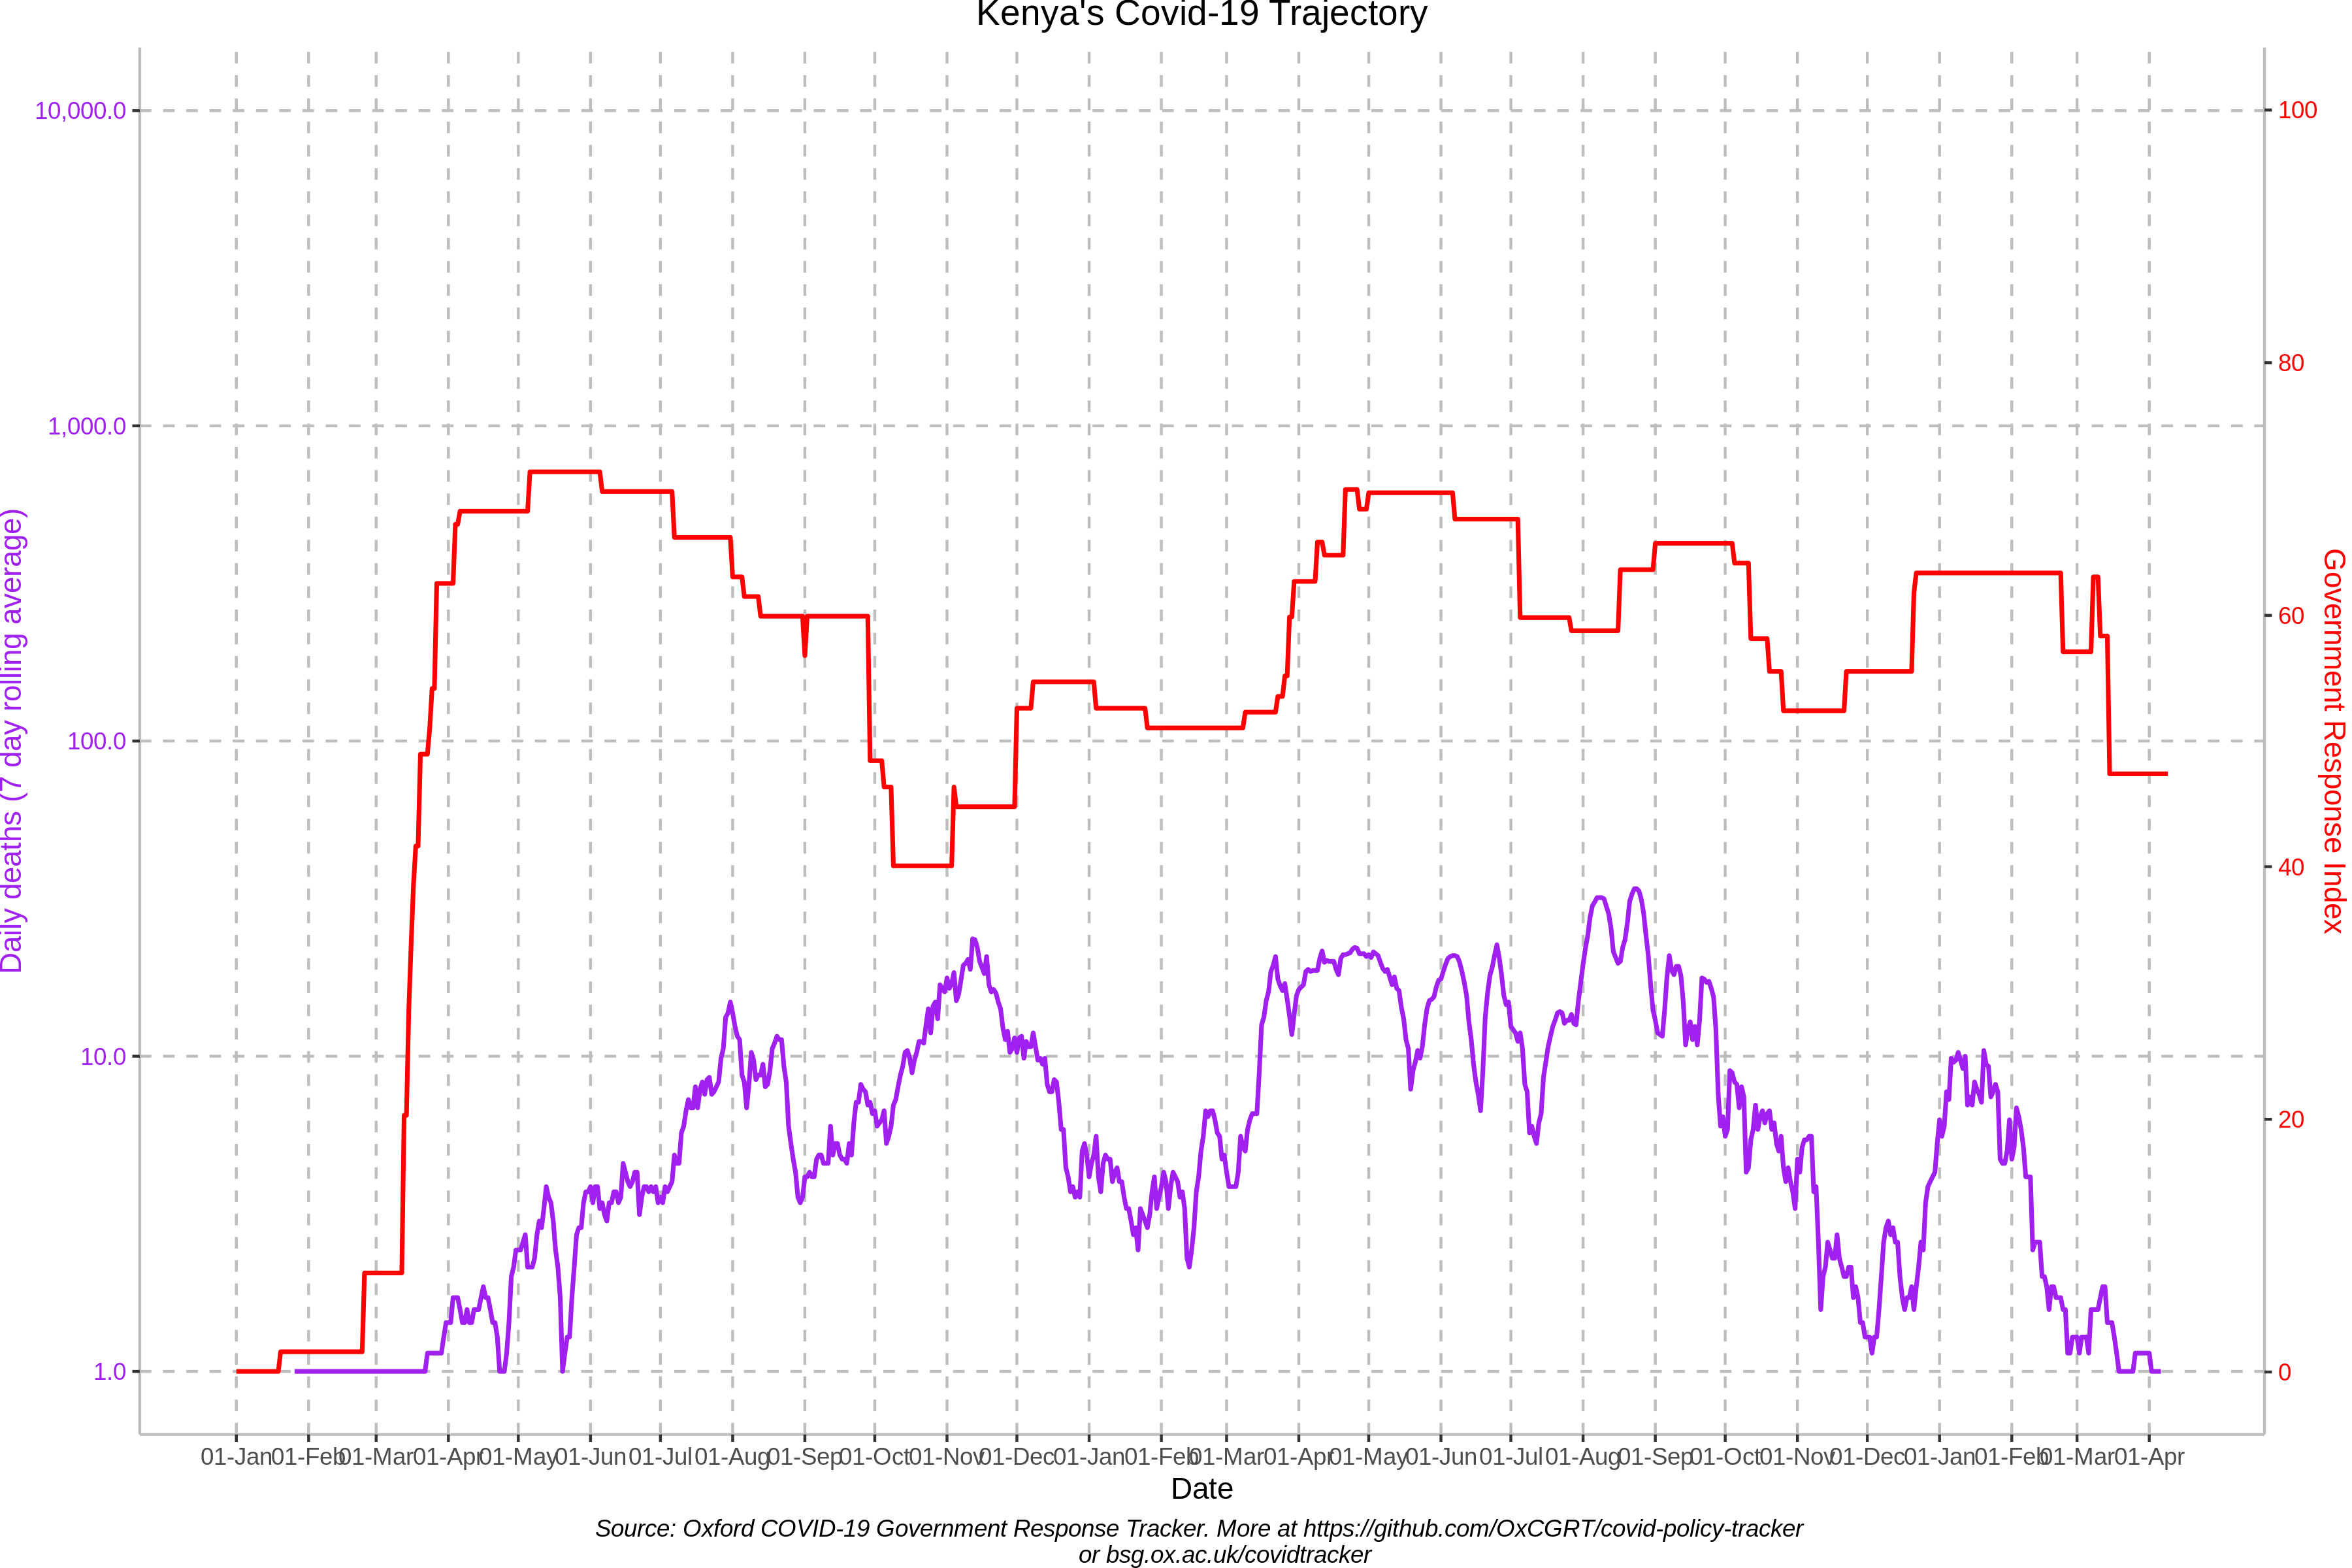 Kenya's Covid-19 Trajectory
10,000.0
1,000.0
100.0
10.0
1.0
Daily deaths (7 day rolling average)
100
80
60
40
20
0
Government Response Index
01-Jan 01-Feb 01-Mar 01-Apr 01-May 01-Jun 01-Jul 01-Aug 01-Sep 01-Oct 01-Nov 01-Dec 01-Jan 01-Feb 01-Mar 01-Apr 01-May 01-Jun 01-Jul 01-Aug 01-Sep 01-Oct 01-Nov 01-Dec 01-Jan 01-Feb 01-Mar 01-Apr
Date
Source: Oxford COVID-19 Government Response Tracker. More at https://github.com/OxCGRT/covid-policy-tracker
or bsg.ox.ac.uk/covidtracker